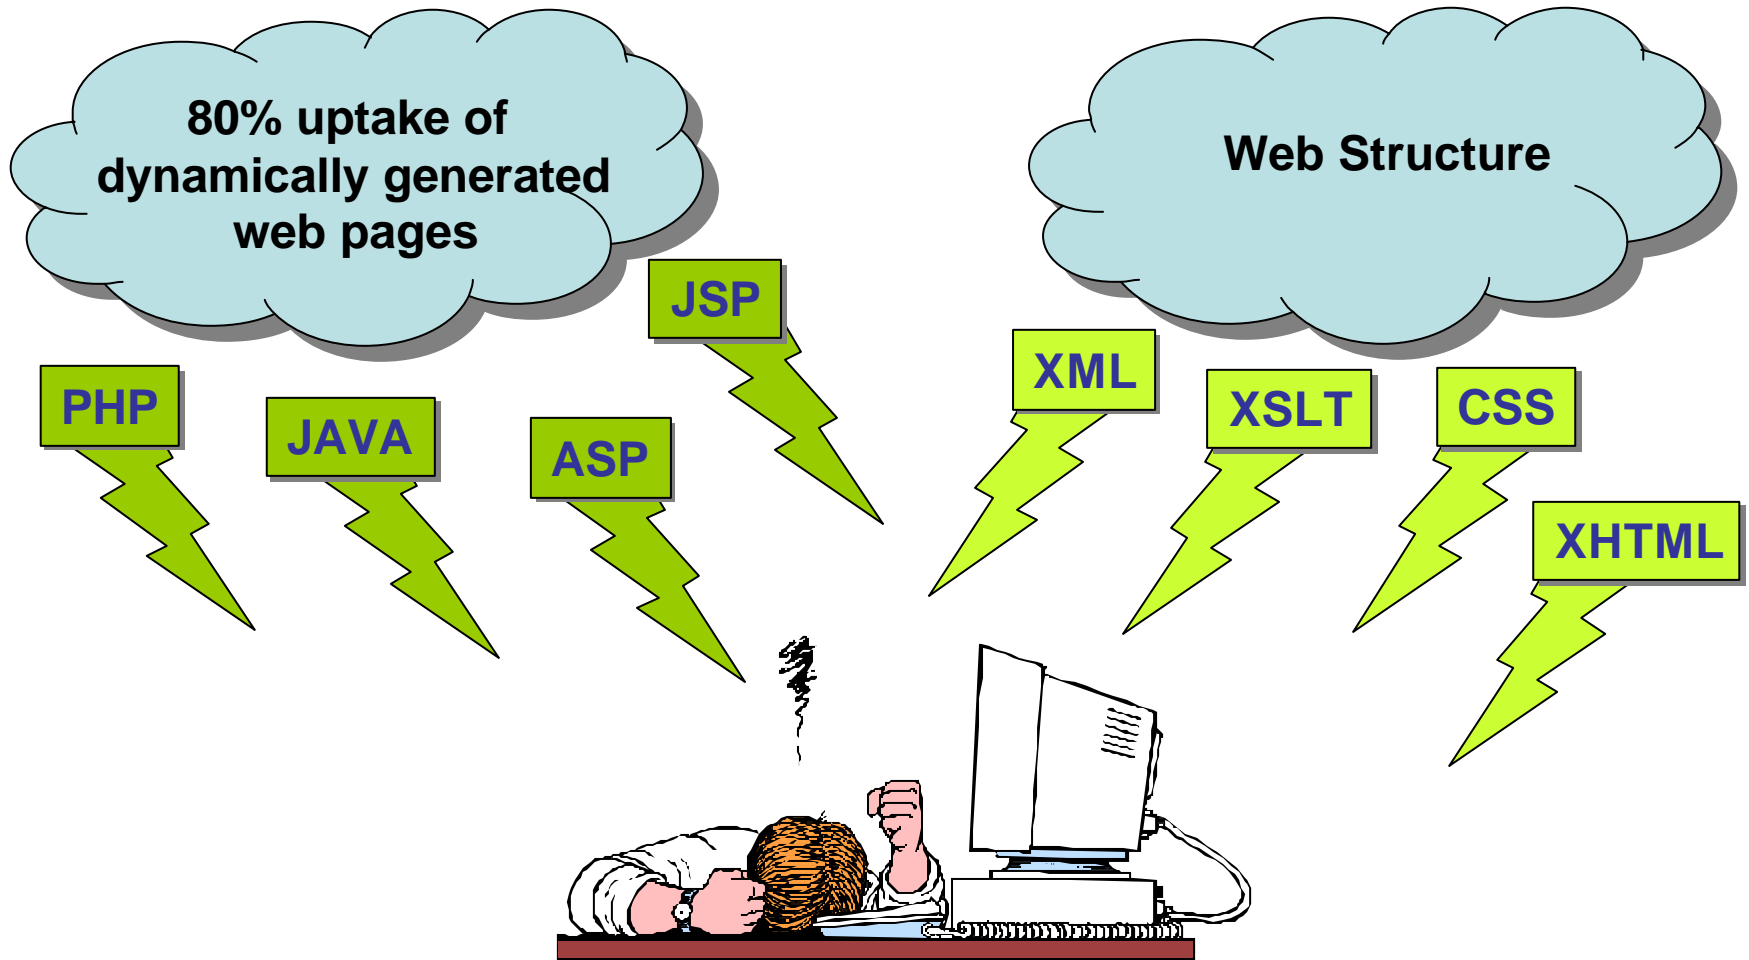 80% uptake of
dynamically generated
web pages
Web Structure
JSP
PHP
JAVA
ASP
XML
XSLT
CSS
XHTML